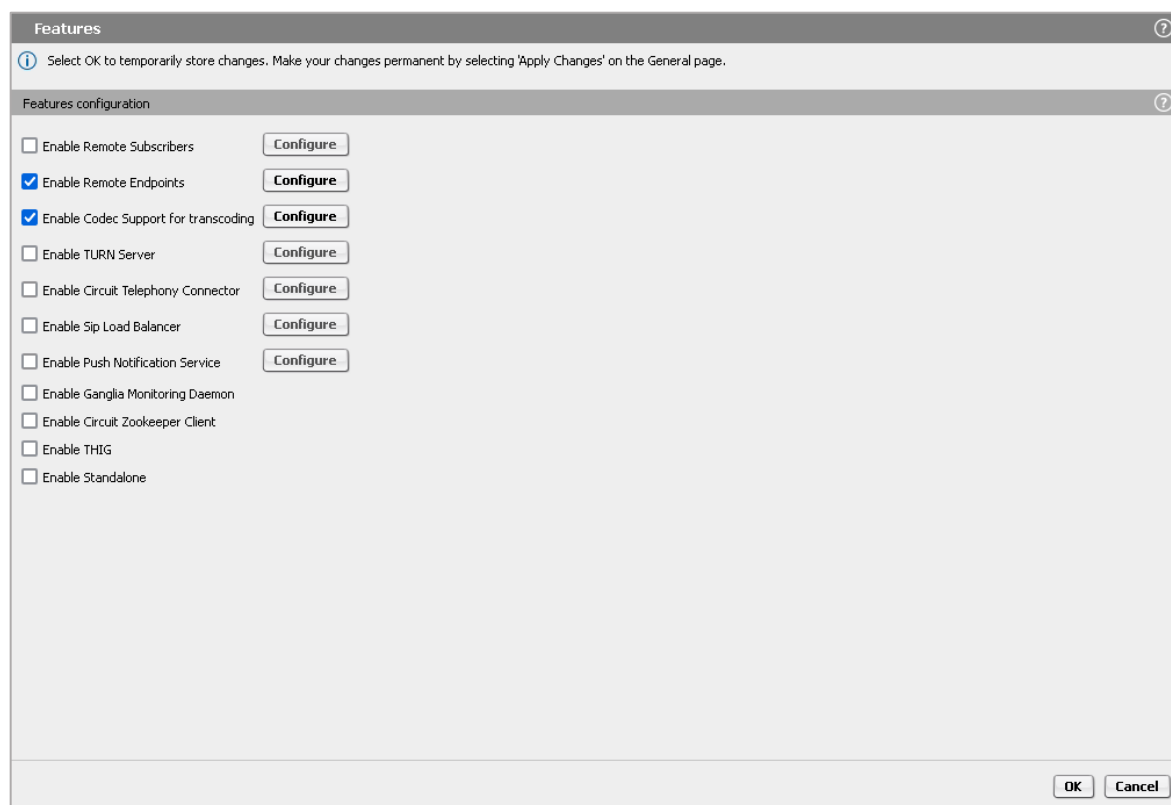 Features
Select OK to temporarily store changes. Make your changes permanent by selecting 'Apply Changes' on the General page.
Features configuration
Enable Remote Subscribers Configure
Enable Remote Endpoints Configure
Enable Codec Support for transcoding Configure
Enable TURN Server Configure
Enable Circuit Telephony Connector Configure
Enable Sip Load Balancer Configure
Enable Push Notification Service Configure
Enable Ganglia Monitoring Daemon
Enable Circuit Zookeeper Client
Enable THIG
Enable Standalone
OK Cancel